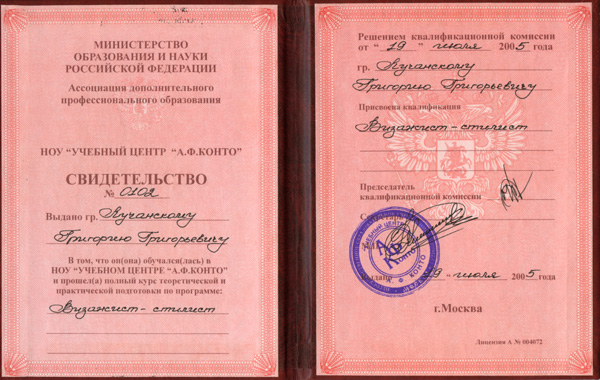 МИНИСТЕРСТВО
ОБРАЗОВАНИЯ И НАУКИ
РОССИЙСКОЙ ФЕДЕРАЦИИ
Ассоциация дополнительного
профессионального образования
НОУ "УЧЕБНЫЙ ЦЕНТР "А.Ф.КОНТО"
СВИДЕТЕЛЬСТВО
№ 0102
Выдано гр. Лучанскому
Григорию Григорьевичу
В том, что он(она) обучался(лась) в
НОУ "УЧЕБНОМ ЦЕНТРЕ "А.Ф.КОНТО"
и прошел(а) полный курс теоретической и
практической подготовки по программе:
Визажист-стилист
Решением квалификационной комиссии
от " 19 " июля 2005 года
гр. Лучанскому
Григорию Григорьевичу
Присвоена квалификация
Визажист-стилист
Председатель
квалификационной комиссии
АФ
Конто
19 " июля 2005 года
г.Москва
Лицензия А № 004072